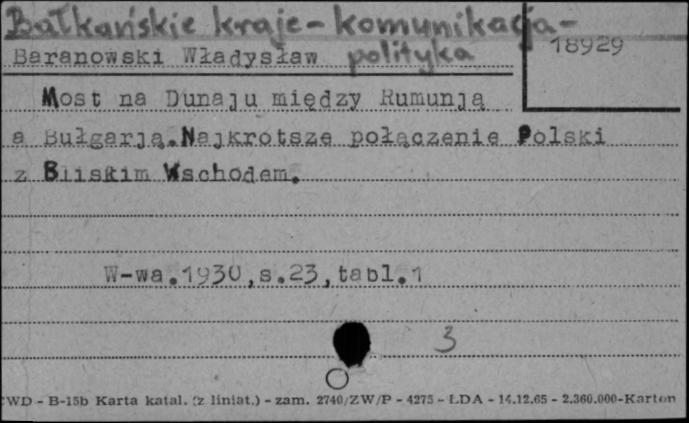 Bałkańskie kraje - komunikacja -
polityka
18929
Baranowski Władysław
Most na Dunaju między Rumunją
a Bułgarją.Najkrótsze połączenie Polski
z Bliskim Wschodem.
W-wa.1930,s.23,tabl.1
3
CWD - B-15b Karta katal. (z liniat.) - zam. 2740/ZW/P - 4275 - LDA - 14.12.65 - 2.360.000-Karton